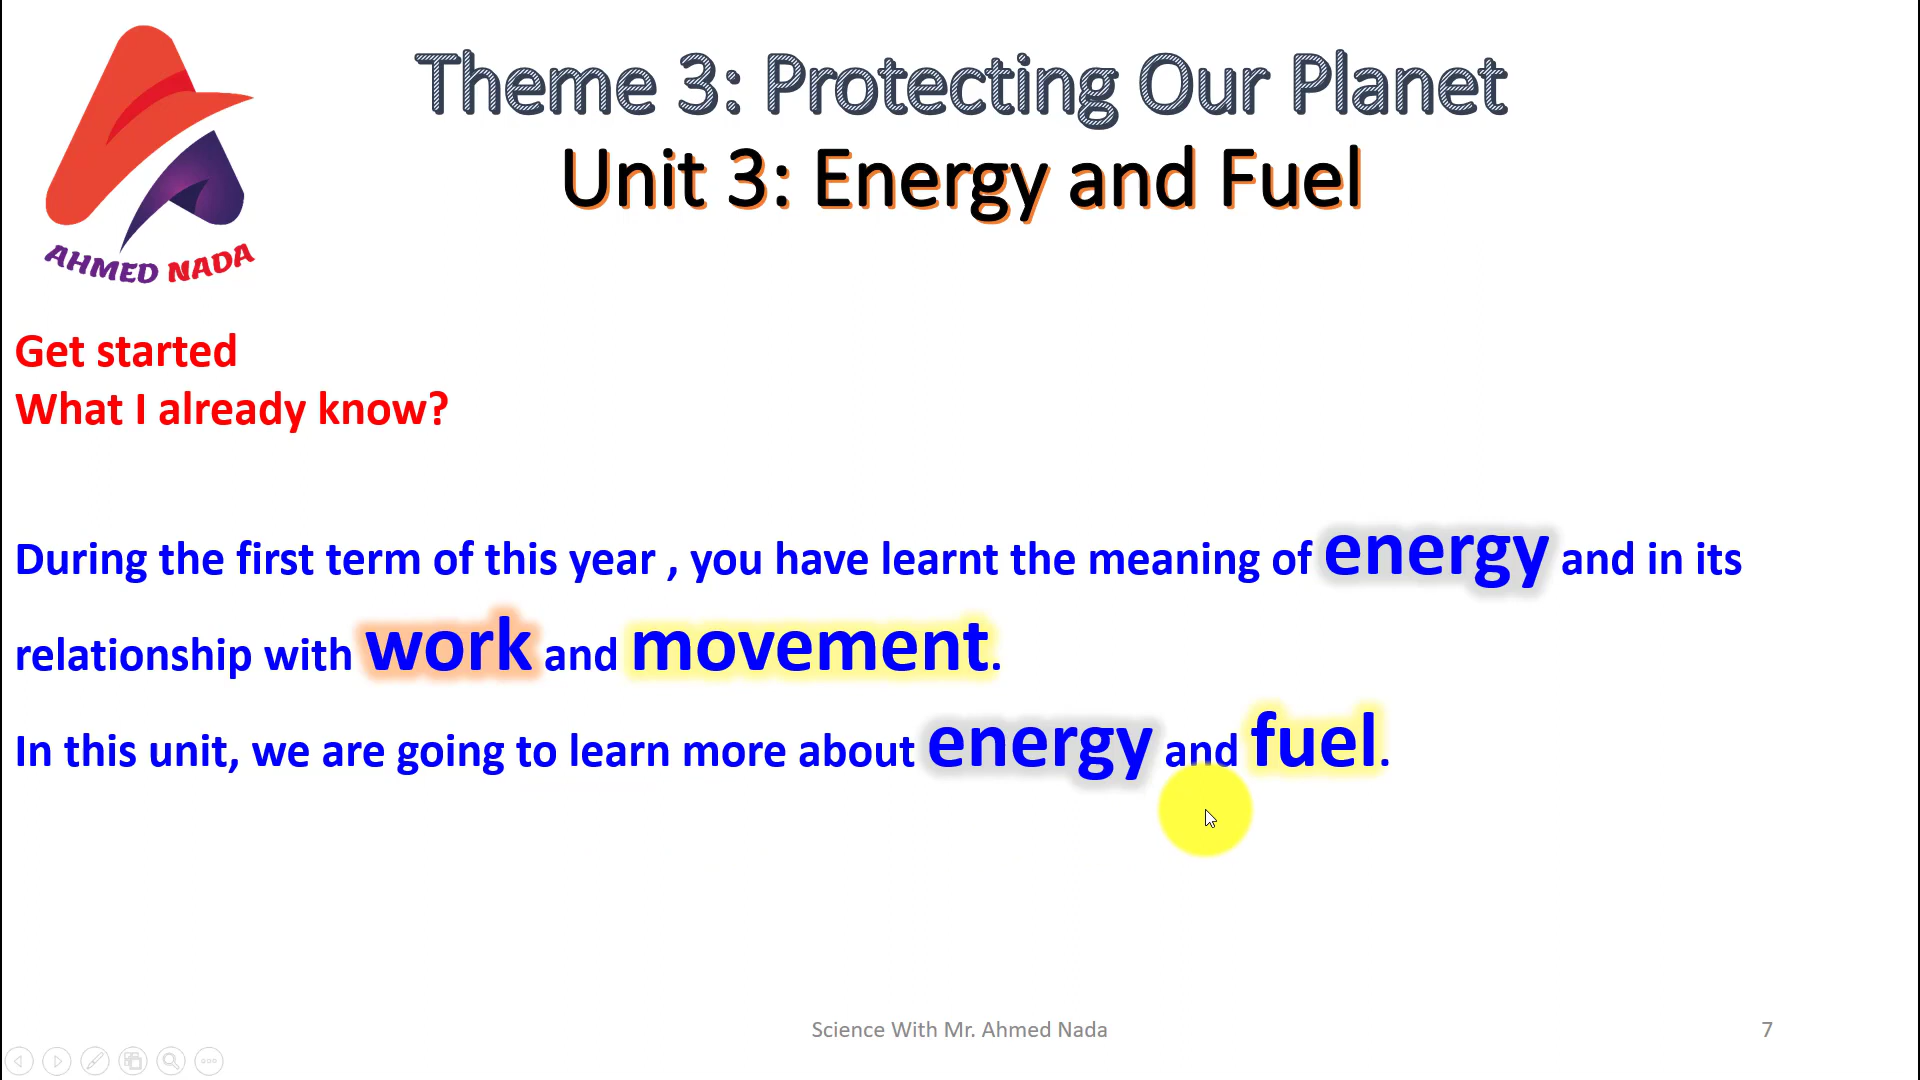 AHMED NADA
Theme 3: Protecting Our Planet
Unit 3: Energy and Fuel
Get started
What I already know?
During the first term of this year , you have learnt the meaning of energy and in its
relationship with work and movement.
In this unit, we are going to learn more about energy and fuel.
Science With Mr. Ahmed Nada
7